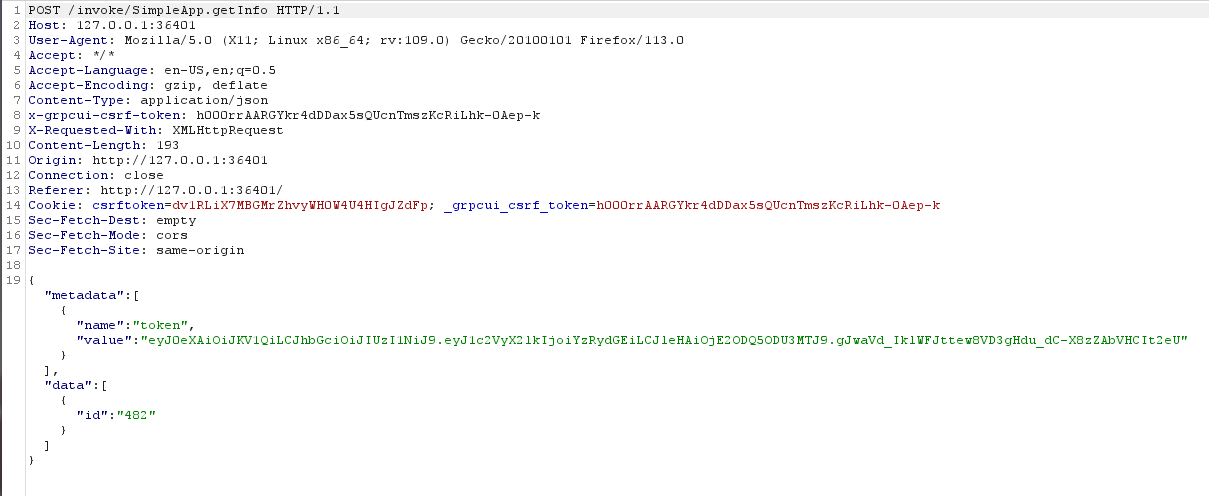 1 POST /invoke/SimpleApp.getInfo HTTP/1.1
2 Host: 127.0.0.1:36401
3 User-Agent: Mozilla/5.0 (X11; Linux x86_64; rv:109.0) Gecko/20100101 Firefox/113.0
4 Accept: */*
5 Accept-Language: en-US,en;q=0.5
6 Accept-Encoding: gzip, deflate
7 Content-Type: application/json
8 x-grpcui-csrf-token: hOOOrrAARGYkr4dDDax5sQUcnTmszKcRiLhk-OAep-k
9 X-Requested-With: XMLHttpRequest
10 Content-Length: 193
11 Origin: http://127.0.0.1:36401
12 Connection: close
13 Referer: http://127.0.0.1:36401/
14 Cookie: csrftoken=dv1RLiX7MBGMrZhvyWHOW4U4HIgJZdFp; _grpcui_csrf_token=hOOOrrAARGYkr4dDDax5sQUcnTmszKcRiLhk-OAep-k
15 Sec-Fetch-Dest: empty
16 Sec-Fetch-Mode: cors
17 Sec-Fetch-Site: same-origin
18
19 {
"metadata":[
{
"name":"token",
"value":"eyJ0eXAiOiJKV1QiLCJhbGciOiJIUzI1NiJ9.eyJ1c2VyX2lkIjoiYzRydGEiLCJleHAiOjE2ODQ5ODU3MTJ9.gJwaVd_IklWFJttew8VD3gHdu_dC-X8zZAbVHCIt2eU"
}
],
"data":[
{
"id":"482"
}
]
}